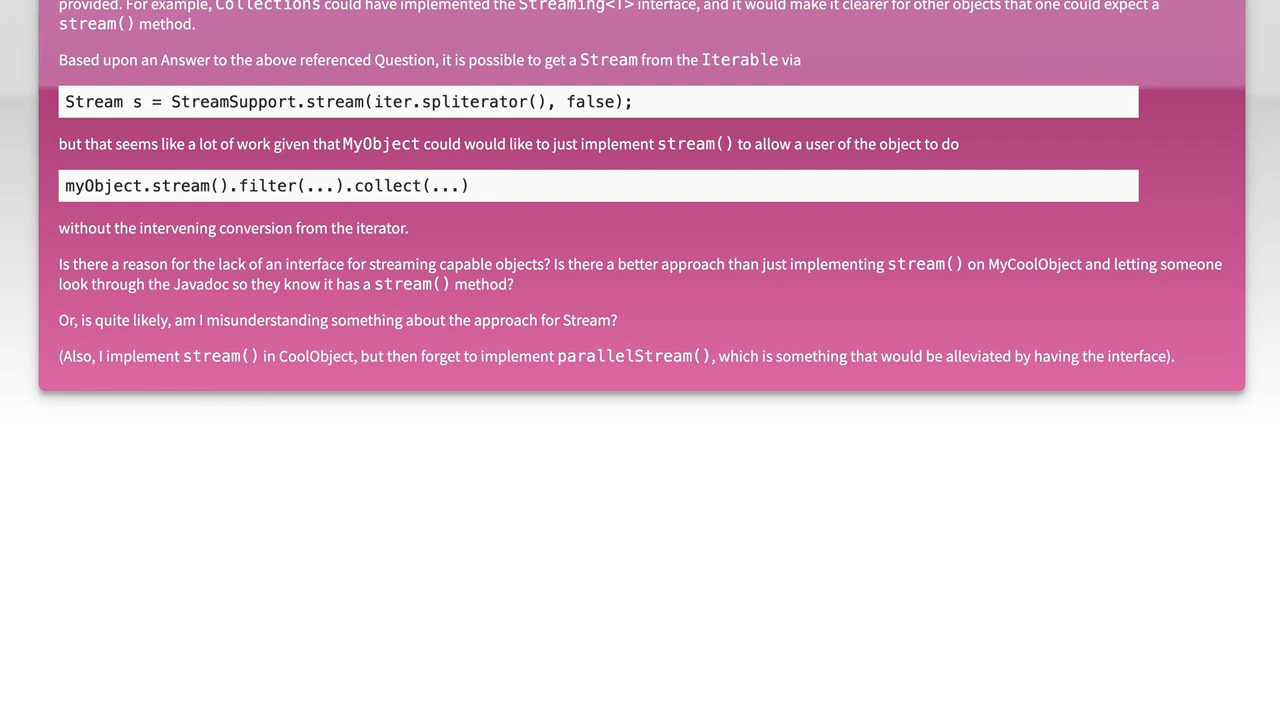 provided. For example, Collections could have implemented the Streaming<T> interface, and it would make it clearer for other objects that one could expect a
stream() method.
Based upon an Answer to the above referenced Question, it is possible to get a Stream from the Iterable via
Stream s = StreamSupport.stream(iter.spliterator(), false);
but that seems like a lot of work given that MyObject could would like to just implement stream() to allow a user of the object to do
myObject.stream().filter(...).collect(...)
without the intervening conversion from the iterator.
Is there a reason for the lack of an interface for streaming capable objects? Is there a better approach than just implementing stream() on MyCoolObject and letting someone
look through the Javadoc so they know it has a stream() method?
Or, is quite likely, am I misunderstanding something about the approach for Stream?
(Also, I implement stream() in CoolObject, but then forget to implement parallelStream(), which is something that would be alleviated by having the interface).